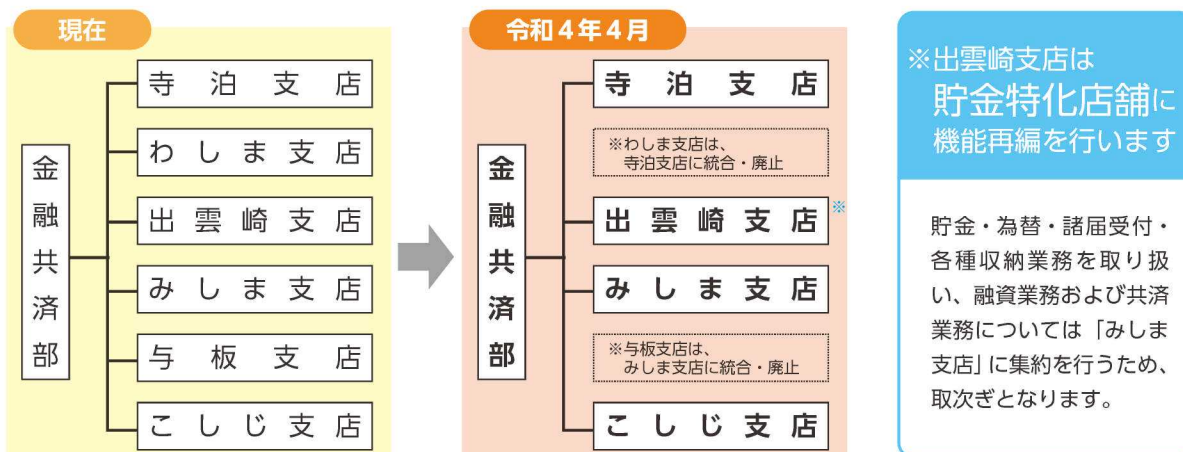 現在
金融共済部
寺泊支店
わしま支店
出雲崎支店
みしま支店
与板支店
こしじ支店
令和4年4月
金融共済部
寺泊支店
※わしま支店は、
寺泊支店に統合・廃止
出雲崎支店※
みしま支店
※与板支店は、
みしま支店に統合・廃止
こしじ支店
※出雲崎支店は
貯金特化店舗に
機能再編を行います
貯金・為替・諸届受付・
各種収納業務を取り扱
い、融資業務および共済
業務については「みしま
支店」に集約を行うため、
取次ぎとなります。